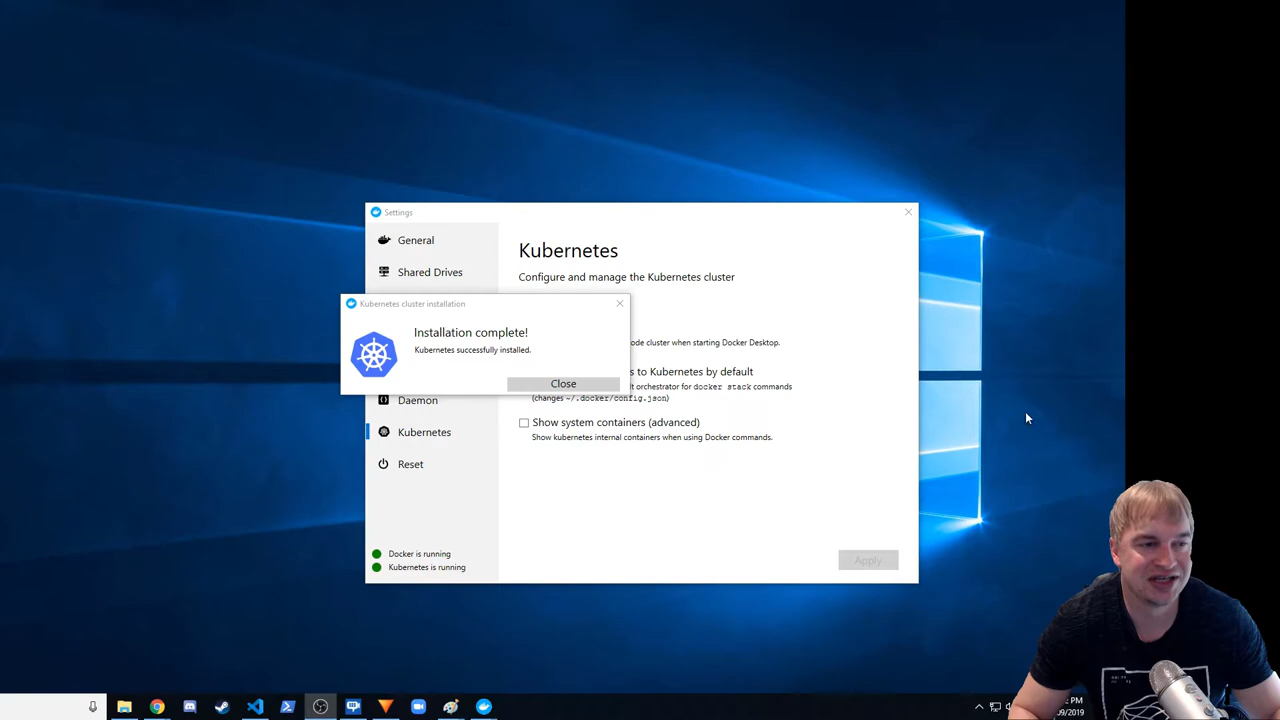 Settings
General
Shared Drives
Kubernetes
Configure and manage the Kubernetes cluster
Kubernetes cluster installation
Installation complete!
Kubernetes successfully installed.
Close
ode cluster when starting Docker Desktop.
s to Kubernetes by default
lt orchestrator for docker stack commands
(changes ~/.docker/config.json)
Show system containers (advanced)
Show kubernetes internal containers when using Docker commands.
Daemon
Kubernetes
Reset
Docker is running
Kubernetes is running
Apply
09/2019